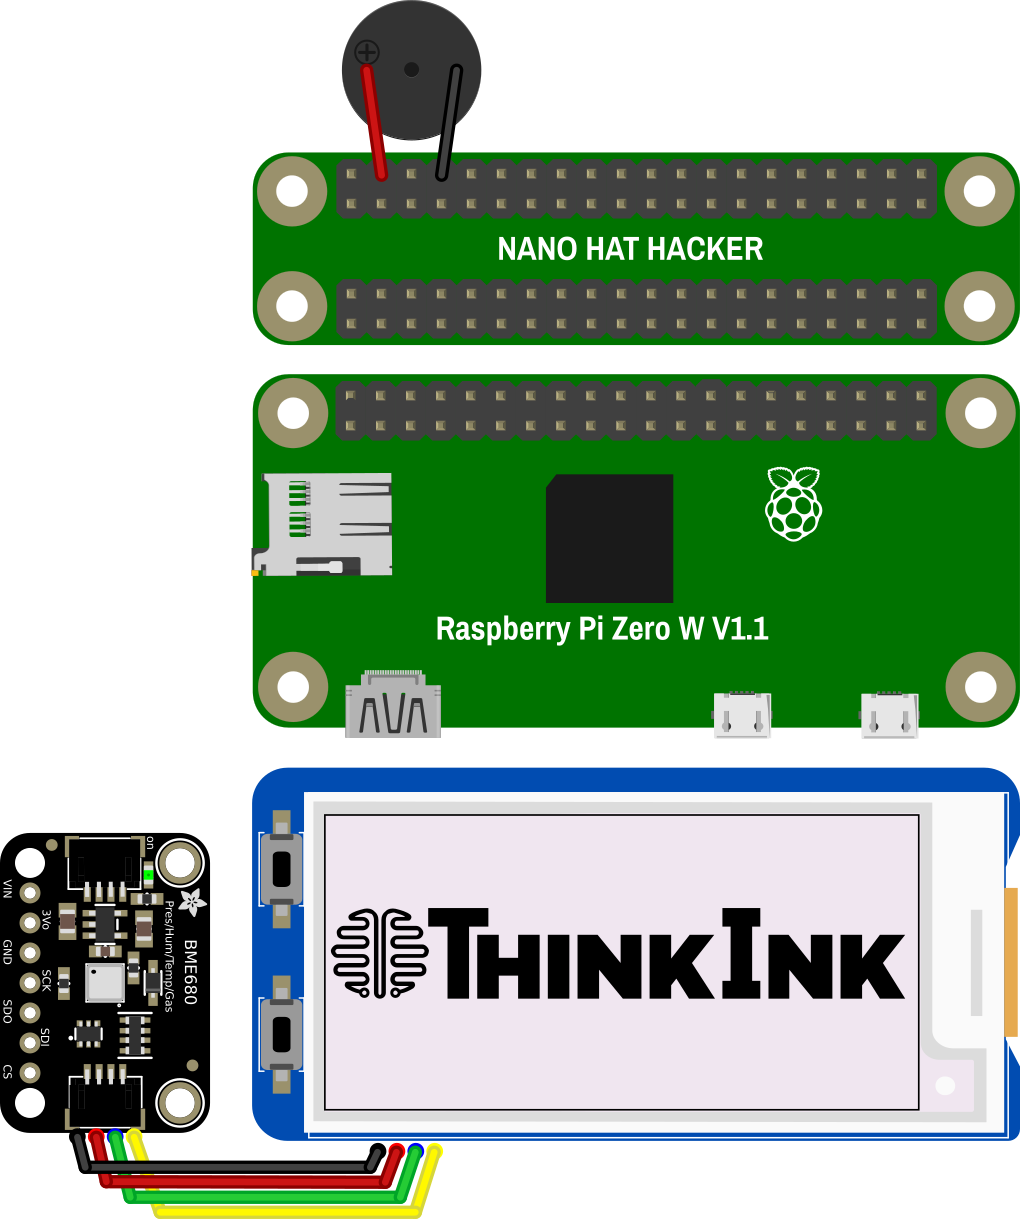 NANO HAT HACKER
Raspberry Pi Zero W V1.1
on
VIN
3Vo
GND
SCK
SDO
SDI
CS
Pres/Hum/Temp/Gas
BME680
THINKINK